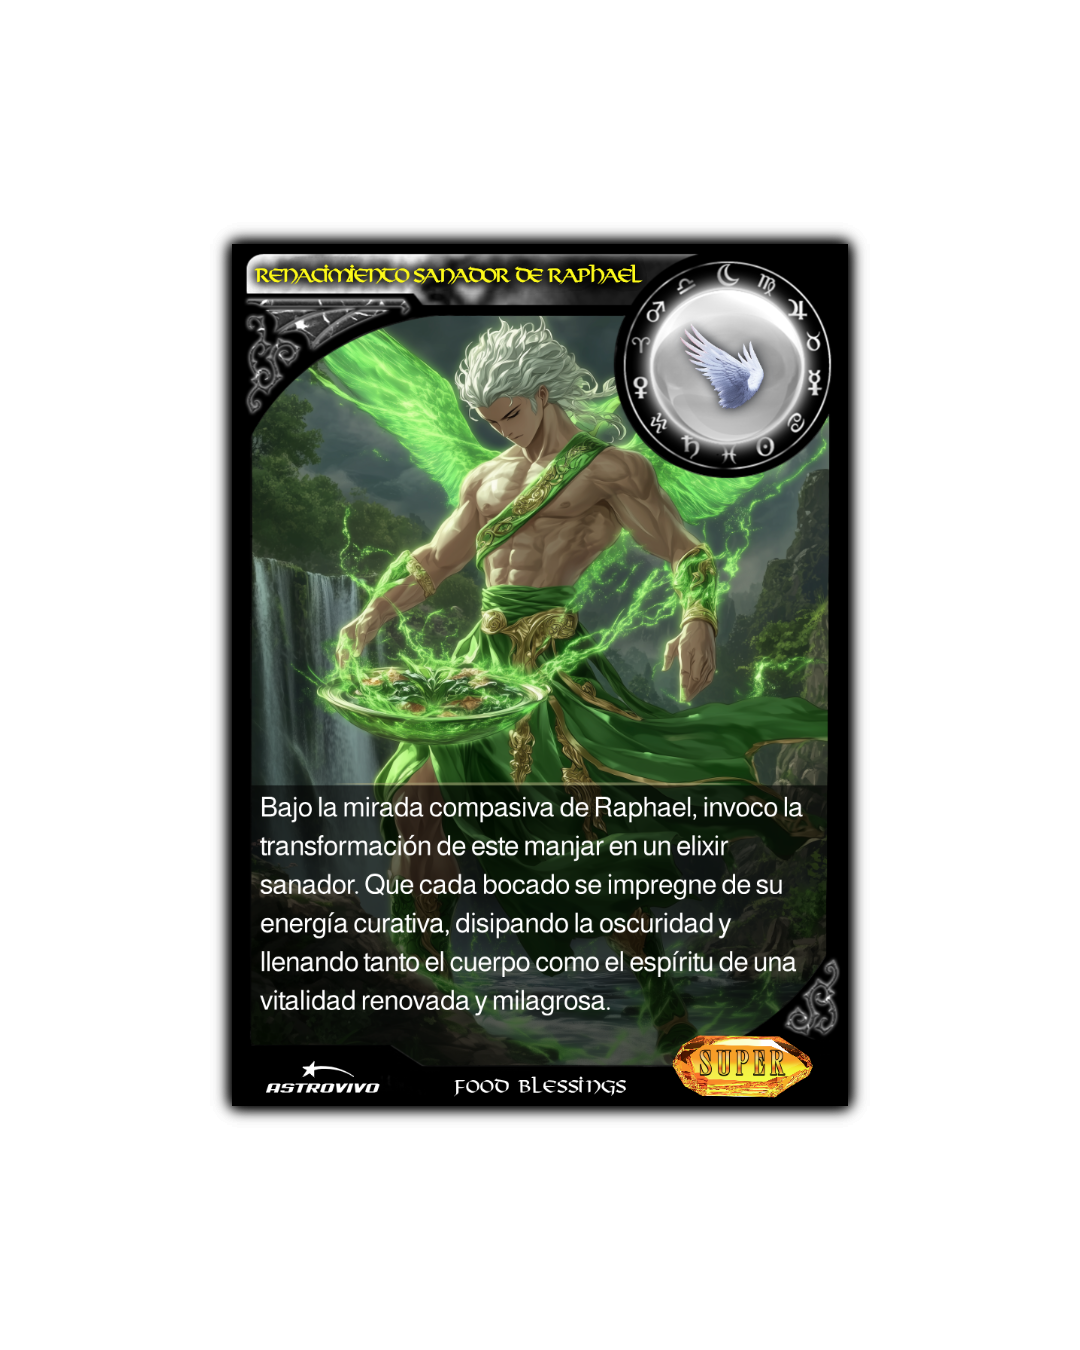 RENACIMIENTO SANADOR DE RAPHAEL
Bajo la mirada compasiva de Raphael, invoco la
transformación de este manjar en un elixir
sanador. Que cada bocado se impregne de su
energía curativa, disipando la oscuridad y
llenando tanto el cuerpo como el espíritu de una
vitalidad renovada y milagrosa.
SUPER
ASTROVIVO
FOOD BLESSINGS